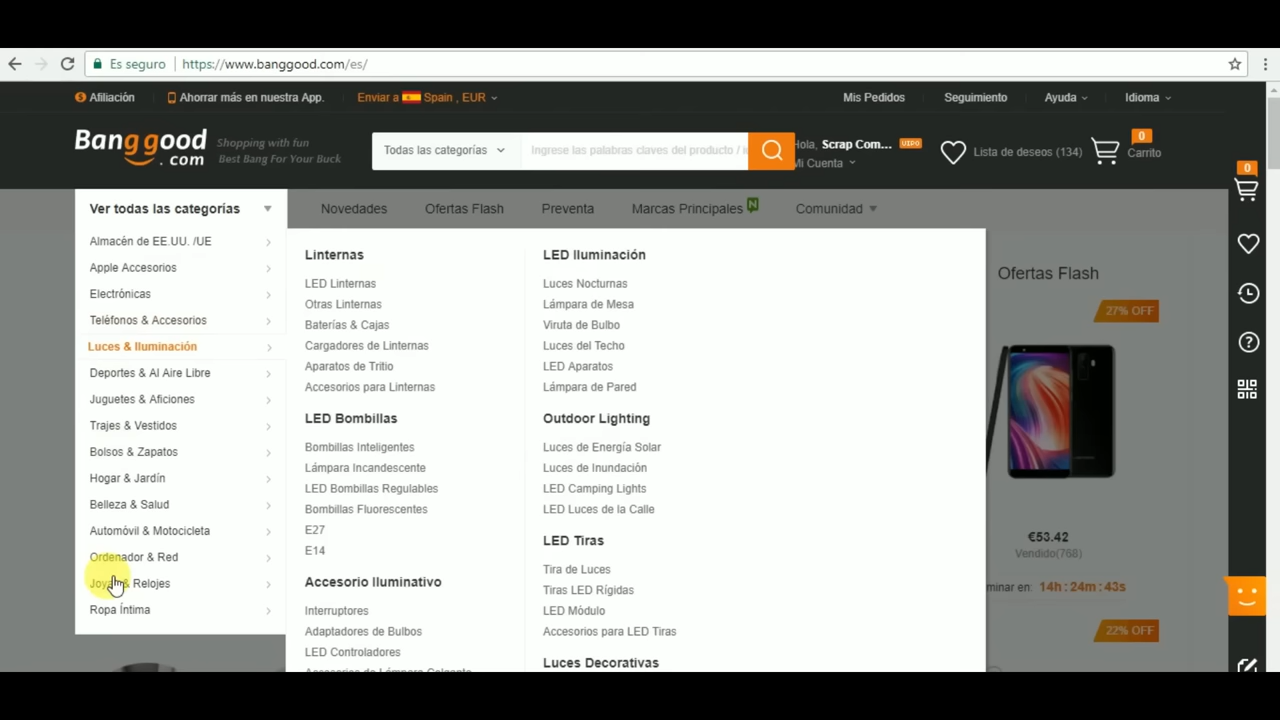 Es seguro https://www.banggood.com/es/
Afiliación Ahorrar más en nuestra App. Enviar a Spain , EUR Mis Pedidos Seguimiento Ayuda Idioma
Banggood .com
Shopping with fun
Best Bang For Your Buck
Todas las categorías Ingrese las palabras claves del producto /
ola, Scrap Com...
Mi Cuenta
Lista de deseos (134)
0
Carrito
0
Ver todas las categorías
Novedades Ofertas Flash Preventa Marcas Principales N Comunidad
Almacén de EE.UU. /UE
Apple Accesorios
Electrónicas
Teléfonos & Accesorios
Luces & Iluminación
Deportes & Al Aire Libre
Juguetes & Aficiones
Trajes & Vestidos
Bolsos & Zapatos
Hogar & Jardín
Belleza & Salud
Automóvil & Motocicleta
Ordenador & Red
& Relojes
Ropa Íntima
Linternas
LED Linternas
Otras Linternas
Baterías & Cajas
Cargadores de Linternas
Aparatos de Tritio
Accesorios para Linternas
LED Bombillas
Bombillas Inteligentes
Lámpara Incandescente
LED Bombillas Regulables
Bombillas Fluorescentes
E27
E14
Accesorio Iluminativo
Interruptores
Adaptadores de Bulbos
LED Controladores
LED Iluminación
Luces Nocturnas
Lámpara de Mesa
Viruta de Bulbo
Luces del Techo
LED Aparatos
Lámpara de Pared
Outdoor Lighting
Luces de Energía Solar
Luces de Inundación
LED Camping Lights
LED Luces de la Calle
LED Tiras
Tira de Luces
Tiras LED Rígidas
LED Módulo
Accesorios para LED Tiras
Luces Decorativas
Ofertas Flash
27% OFF
€53.42
Vendido(768)
minar en: 14h : 24m : 43s
22% OFF